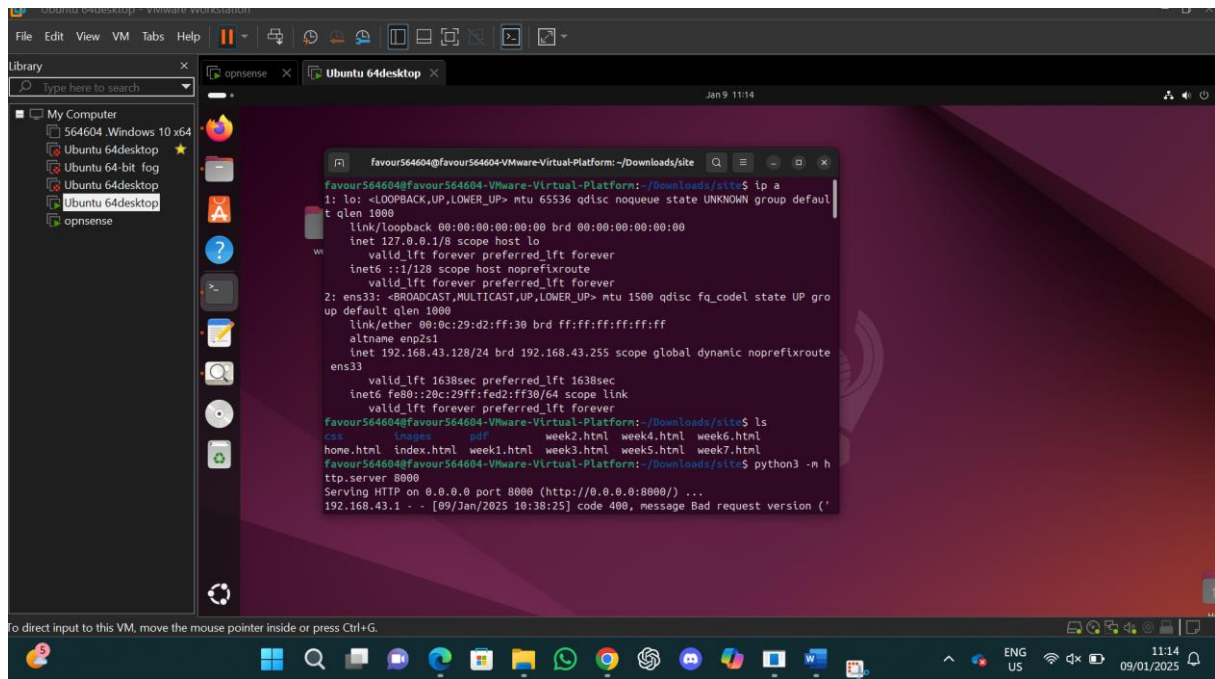 Ubuntu 64desktop - VMware Workstation
File Edit View VM Tabs Help
Library
Type here to search
My Computer
564604 .Windows 10 x64
Ubuntu 64desktop
Ubuntu 64-bit fog
Ubuntu 64desktop
Ubuntu 64desktop
opnsense
opnsense
Ubuntu 64desktop
Jan 9 11:14
favour564604@favour564604-VMware-Virtual-Platform: ~/Downloads/site
favour564604@favour564604-VMware-Virtual-Platform:~/Downloads/site$ ip a
1: lo: <LOOPBACK,UP,LOWER_UP> mtu 65536 qdisc noqueue state UNKNOWN group defaul
t qlen 1000
link/loopback 00:00:00:00:00:00 brd 00:00:00:00:00:00
inet 127.0.0.1/8 scope host lo
valid_lft forever preferred_lft forever
inet6 ::1/128 scope host noprefixroute
valid_lft forever preferred_lft forever
2: ens33: <BROADCAST,MULTICAST,UP,LOWER_UP> mtu 1500 qdisc fq_codel state UP gro
up default qlen 1000
link/ether 00:0c:29:d2:ff:30 brd ff:ff:ff:ff:ff:ff
altname enp2s1
inet 192.168.43.128/24 brd 192.168.43.255 scope global dynamic noprefixroute
ens33
valid_lft 1638sec preferred_lft 1638sec
inet6 fe80::20c:29ff:fed2:ff30/64 scope link
valid_lft forever preferred_lft forever
favour564604@favour564604-VMware-Virtual-Platform:~/Downloads/site$ ls
css images pdf week2.html week4.html week6.html
home.html index.html week1.html week3.html week5.html week7.html
favour564604@favour564604-VMware-Virtual-Platform:~/Downloads/site$ python3 -m h
ttp.server 8000
Serving HTTP on 0.0.0.0 port 8000 (http://0.0.0.0:8000/) ...
192.168.43.1 - - [09/Jan/2025 10:38:25] code 400, message Bad request version ('
To direct input to this VM, move the mouse pointer inside or press Ctrl+G.
5
ENG
US
11:14
09/01/2025